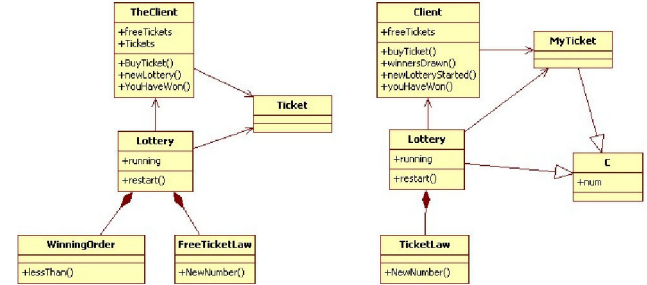 TheClient
+freeTickets
+Tickets
+BuyTicket()
+newLottery()
+YouHaveWon()
Ticket
Lottery
+running
+restart()
WinningOrder
+lessThan()
FreeTicketLaw
+NewNumber()
Client
+freeTickets
+buyTicket()
+winnersDrawn()
+newLotteryStarted()
+youHaveWon()
MyTicket
Lottery
+running
+restart()
C
+num
TicketLaw
+NewNumber()